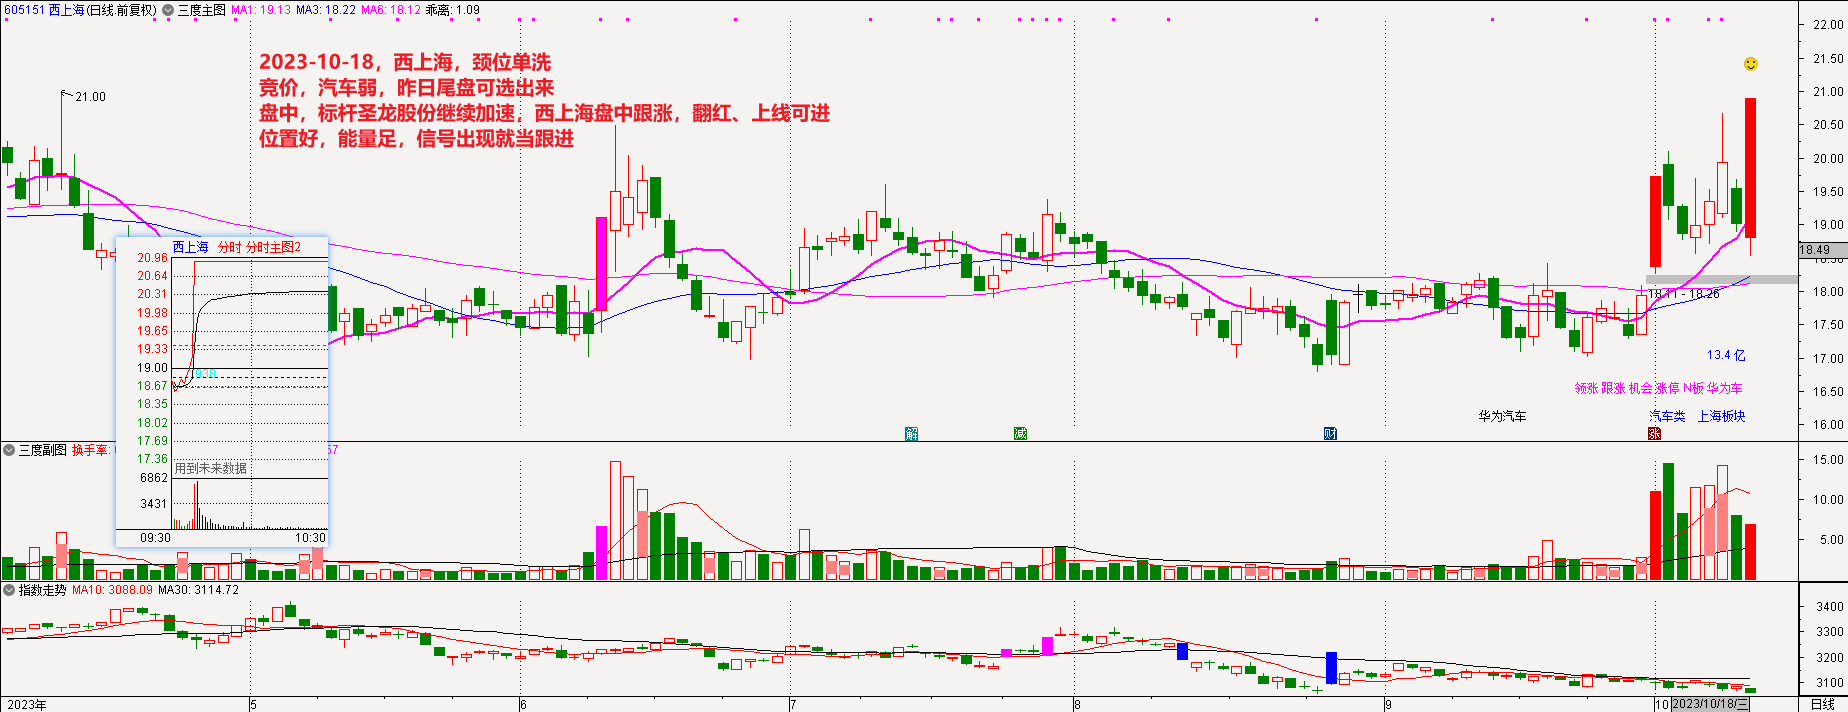 605151 西上海(日线.前复权) 三度主图 MA1: 19.13 MA3: 18.22 MA6: 18.12 乖离: 1.09
2023-10-18，西上海，颈位单洗
竞价，汽车弱，昨日尾盘可选出来
盘中，标杆圣龙股份继续加速，西上海盘中跟涨，翻红、上线可进
位置好，能量足，信号出现就当跟进
21.00
22.00
21.50
21.00
20.50
20.00
19.50
19.00
18.49
18.00
17.50
17.00
16.50
16.00
西上海 分时 分时主图2
20.96
20.64
20.31
19.98
19.65
19.33
19.00
18.67
18.35
18.02
17.69
17.36
938
用到未来数据
6862
3431
09:30 10:30
18.11 - 18.26
13.4 亿
领涨 跟涨 机会 涨停 N板 华为车
华为汽车 汽车类 上海板块
解 减 财 涨
三度副图 换手率:
15.00
10.00
5.00
指数走势 MA10: 3088.09 MA30: 3114.72
3400
3300
3200
3100
2023年 5 6 7 8 9 10 2023/10/18/三 日线